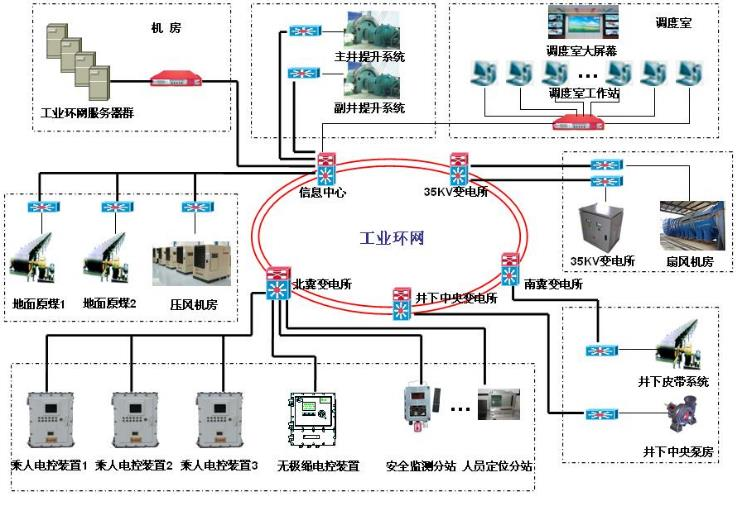 机 房
工业环网服务器群
主井提升系统
副井提升系统
调度室
调度室大屏幕
调度室工作站
信息中心
35KV变电所
工业环网
35KV变电所
扇风机房
地面原煤1
地面原煤2
压风机房
北冀变电所
井下中央变电所
南冀变电所
井下皮带系统
井下中央泵房
乘人电控装置1
乘人电控装置2
乘人电控装置3
无极绳电控装置
安全监测分站
人员定位分站